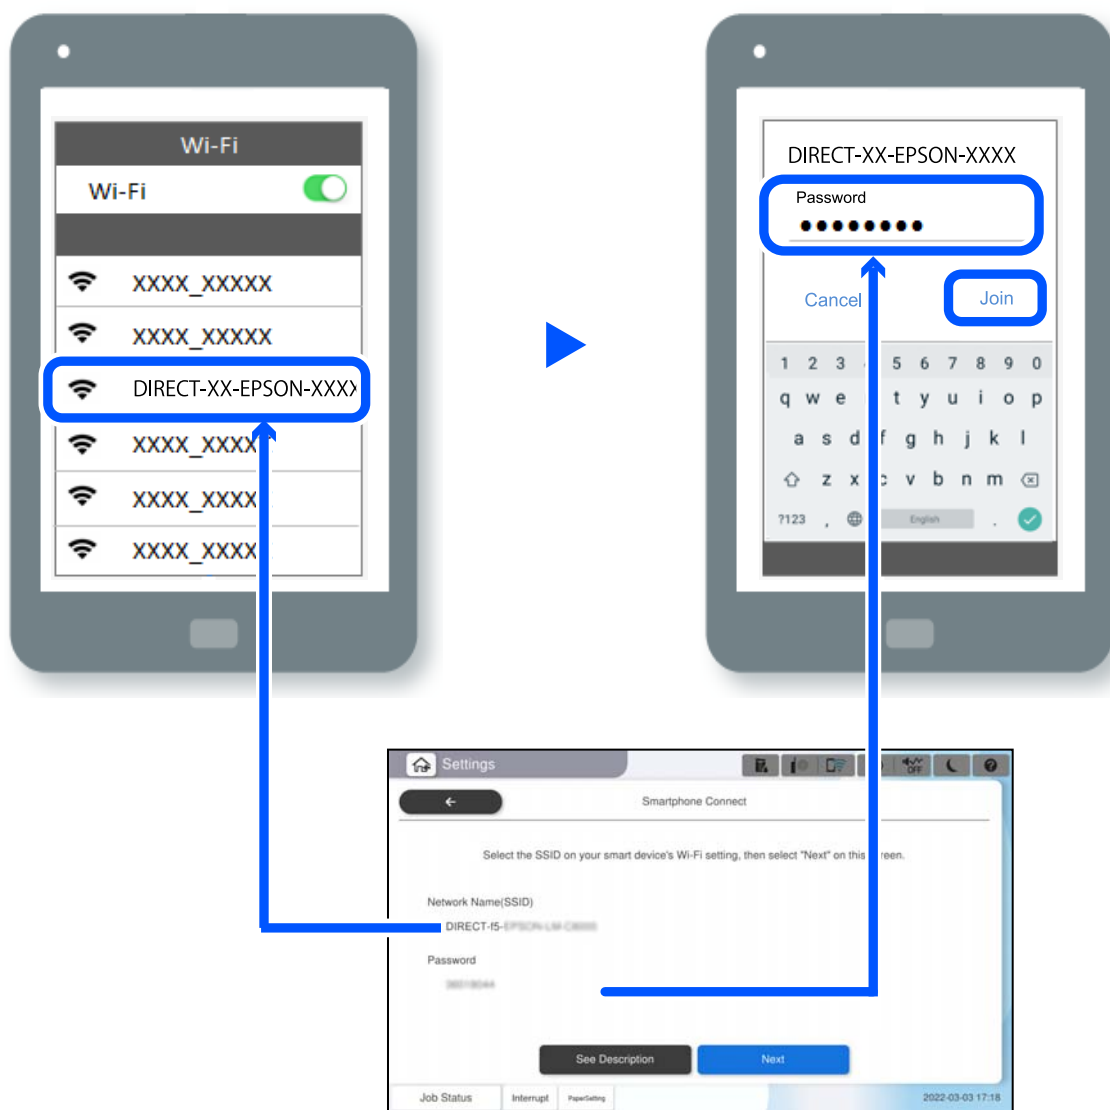 Wi-Fi
Wi-Fi
XXXX_XXXXX
XXXX_XXXXX
DIRECT-XX-EPSON-XXXX
XXXX_XXXX
XXXX_XXXX
XXXX_XXXX
DIRECT-XX-EPSON-XXXX
Password
Cancel
Join
1 2 3 5 6 7 8 9 0
q w e t y u i o p
a s d f g h j k l
z x c v b n m
?123 , English .
Settings
OFF
Smartphone Connect
Select the SSID on your smart device's Wi-Fi setting, then select "Next" on this screen.
Network Name(SSID)
DIRECT-f5-
Password
See Description
Next
Job Status
Interrupt
PaperSetting
2022-03-03 17:18